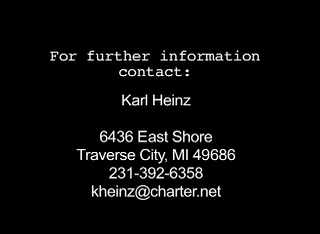 For further information
contact:
Karl Heinz
6436 East Shore
Traverse City, MI 49686
231-392-6358
kheinz@charter.net